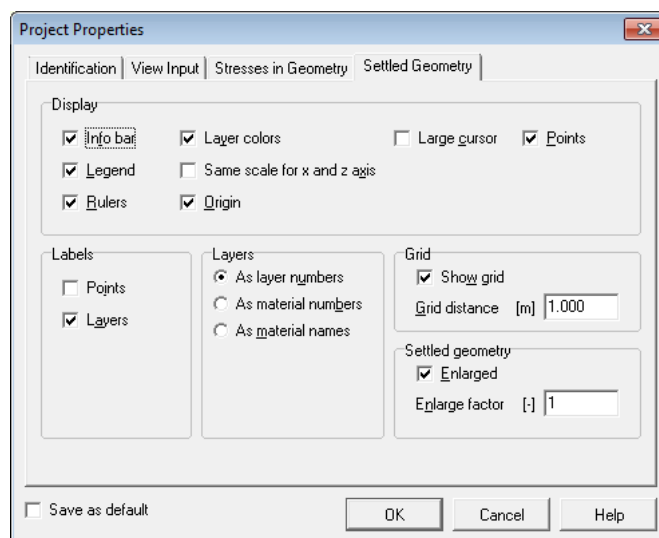 Project Properties
Identification View Input Stresses in Geometry Settled Geometry
Display
Info bar Layer colors Large cursor Points
Legend Same scale for x and z axis
Rulers Origin
Labels
Points
Layers
Layers
As layer numbers
As material numbers
As material names
Grid
Show grid
Grid distance [m] 1.000
Settled geometry
Enlarged
Enlarge factor [-] 1
Save as default
OK Cancel Help